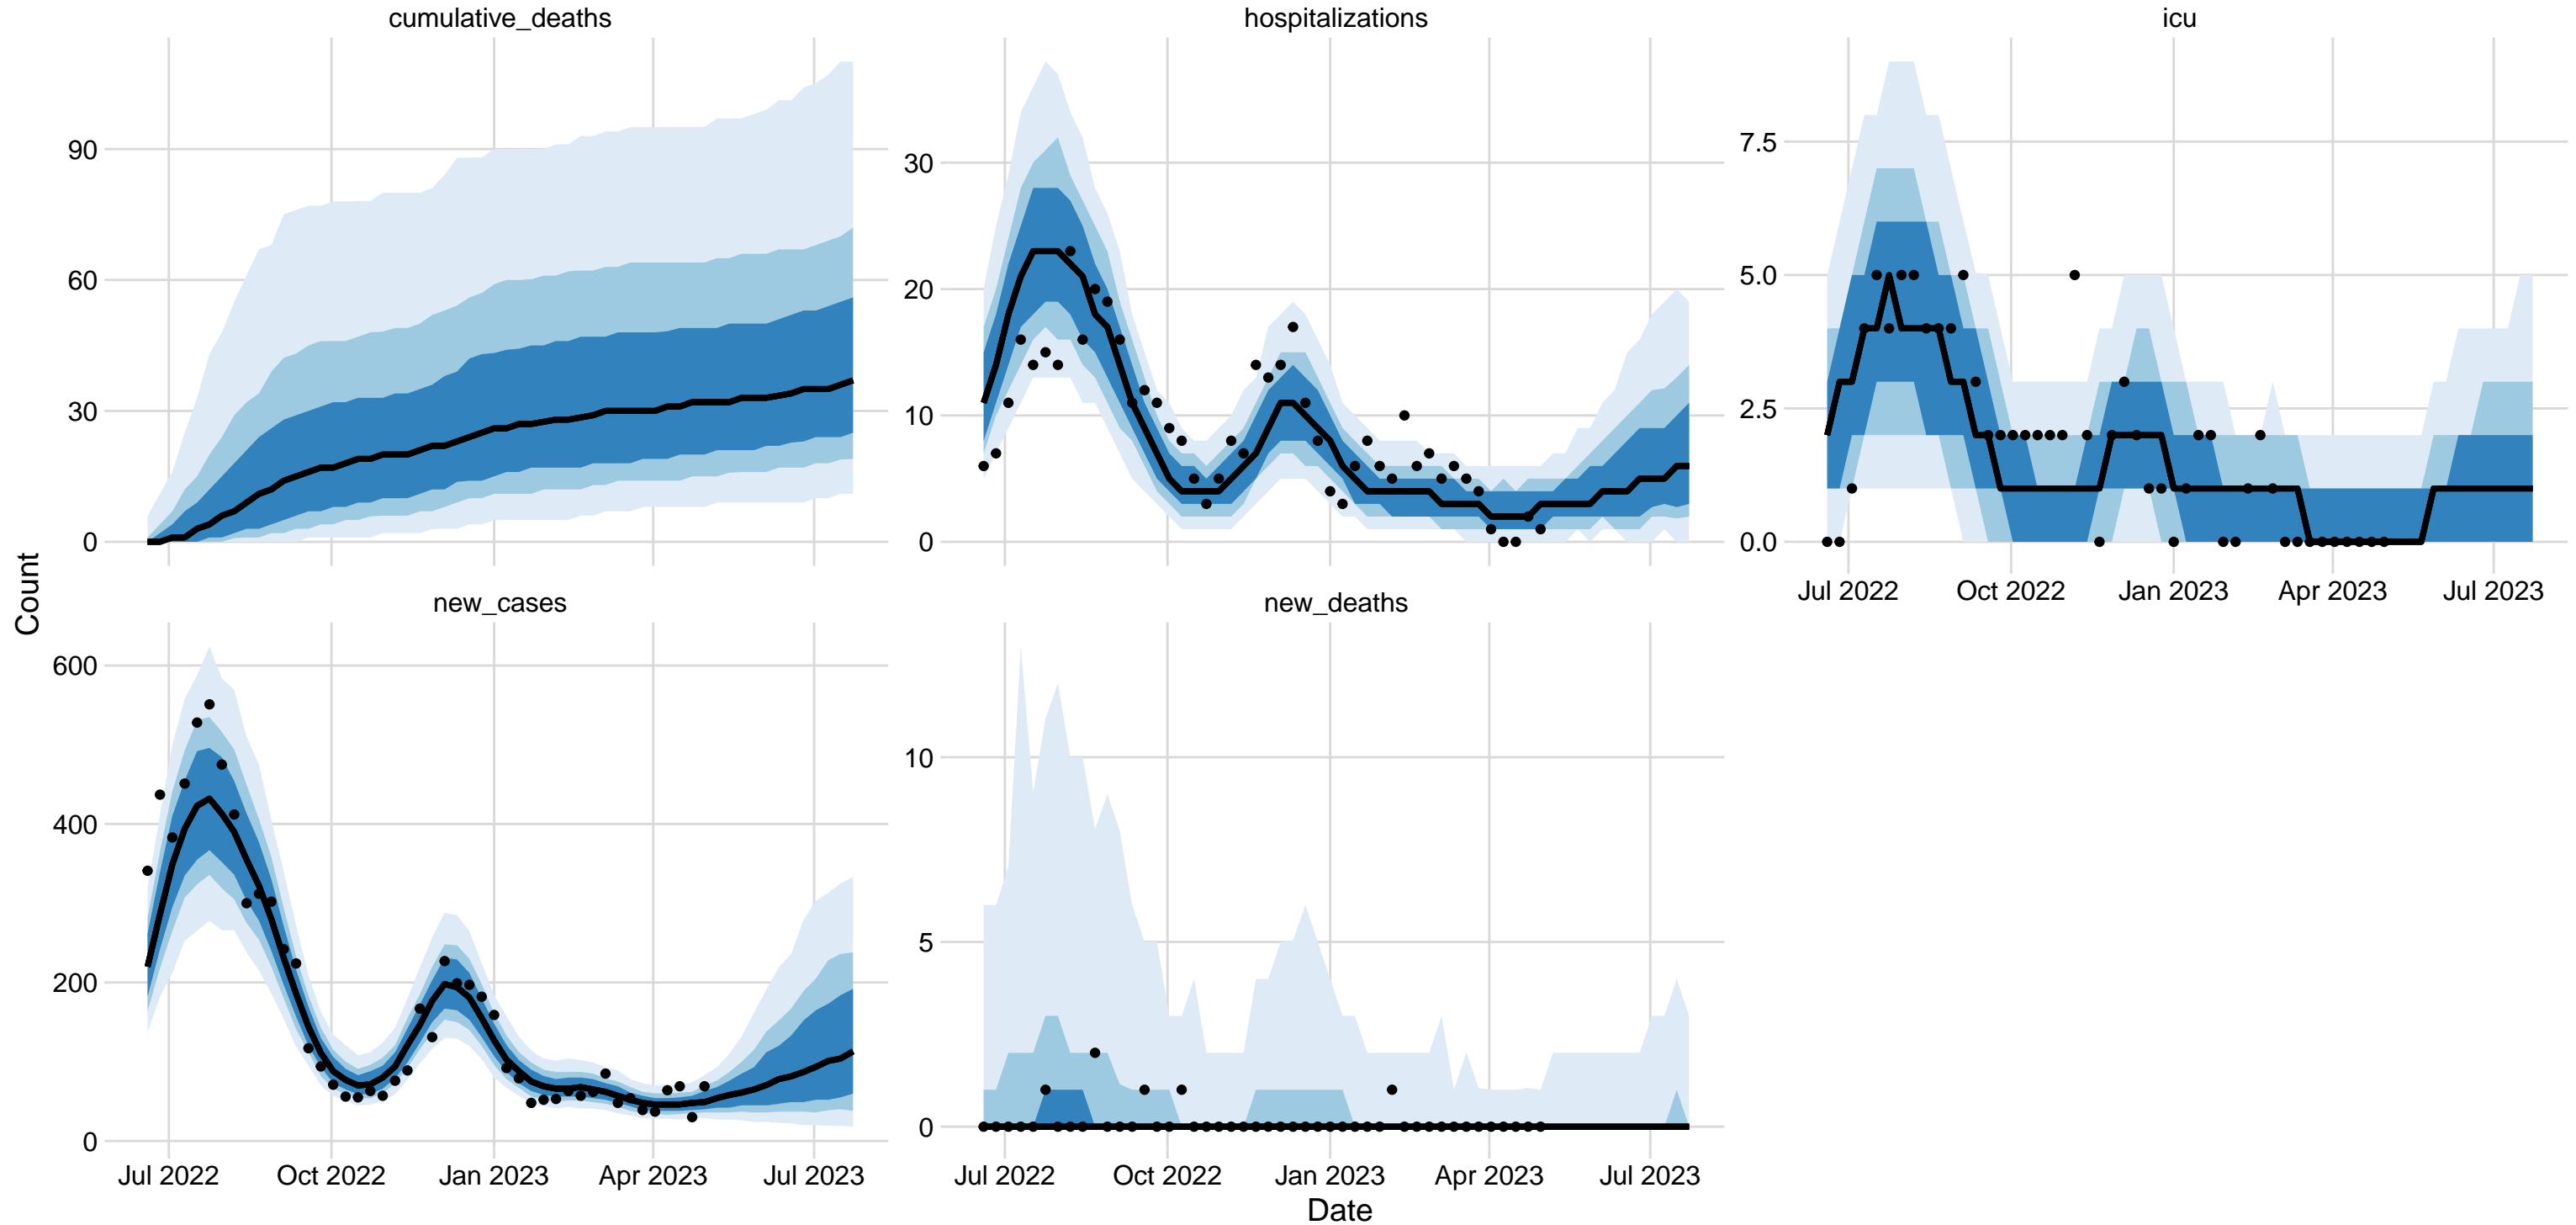 cumulative_deaths
hospitalizations
icu
90
60
30
0
30
20
10
0
7.5
5.0
2.5
0.0
Jul 2022 Oct 2022 Jan 2023 Apr 2023 Jul 2023
Count
new_cases
new_deaths
600
400
200
0
10
5
0
Jul 2022 Oct 2022 Jan 2023 Apr 2023 Jul 2023
Jul 2022 Oct 2022 Jan 2023 Apr 2023 Jul 2023
Date